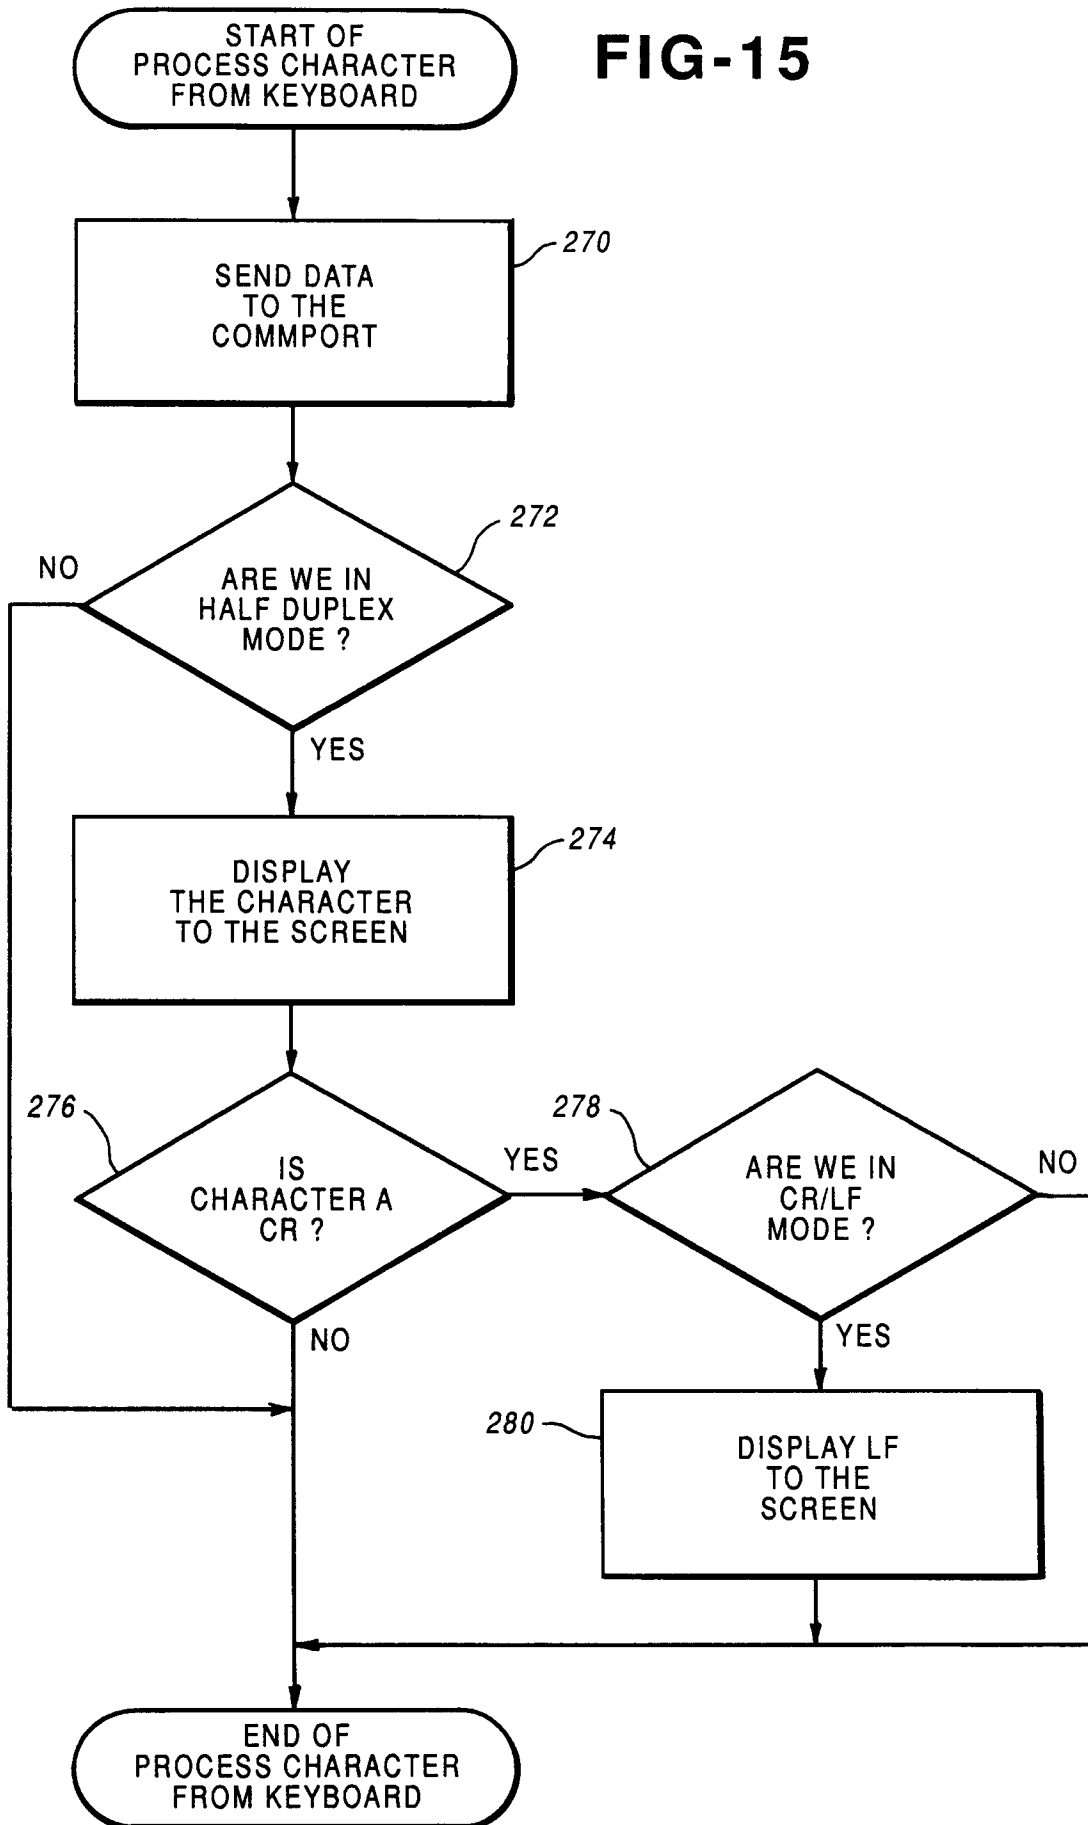 START OF
PROCESS CHARACTER
FROM KEYBOARD
FIG-15
270
SEND DATA
TO THE
COMMPORT
272
NO
ARE WE IN
HALF DUPLEX
MODE ?
YES
274
DISPLAY
THE CHARACTER
TO THE SCREEN
276
IS
CHARACTER A
CR ?
YES
NO
278
ARE WE IN
CR/LF
MODE ?
NO
YES
280
DISPLAY LF
TO THE
SCREEN
END OF
PROCESS CHARACTER
FROM KEYBOARD